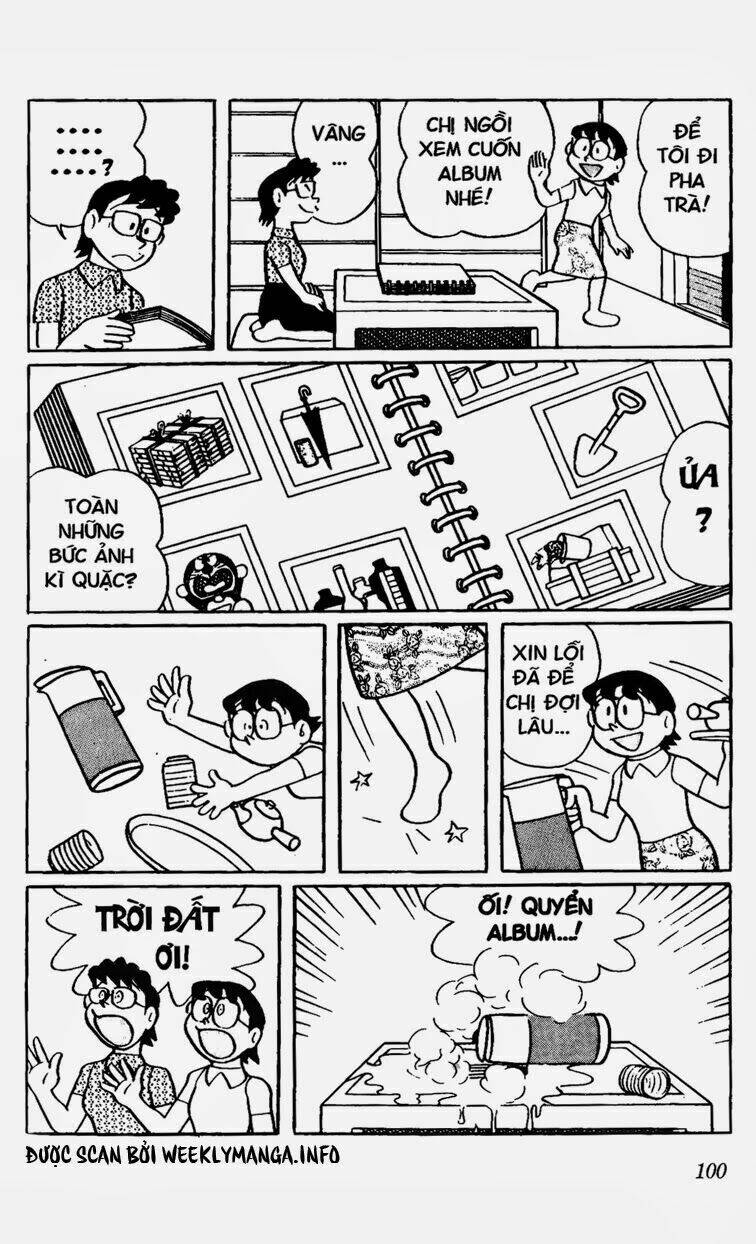 ĐỂ
TÔI ĐI
PHA
TRÀ!
CHỊ NGỒI
XEM CUỐN
ALBUM
NHÉ!
VÂNG
...
....
....
....?
ỦA
?
TOÀN
NHỮNG
BỨC ẢNH
KÌ QUẶC?
XIN LỖI
ĐÃ ĐỂ
CHỊ ĐỢI
LÂU...
ỐI! QUYỂN
ALBUM...!
TRỜI ĐẤT
ƠI!
ĐƯỢC SCAN BỞI WEEKLYMANGA.INFO
100